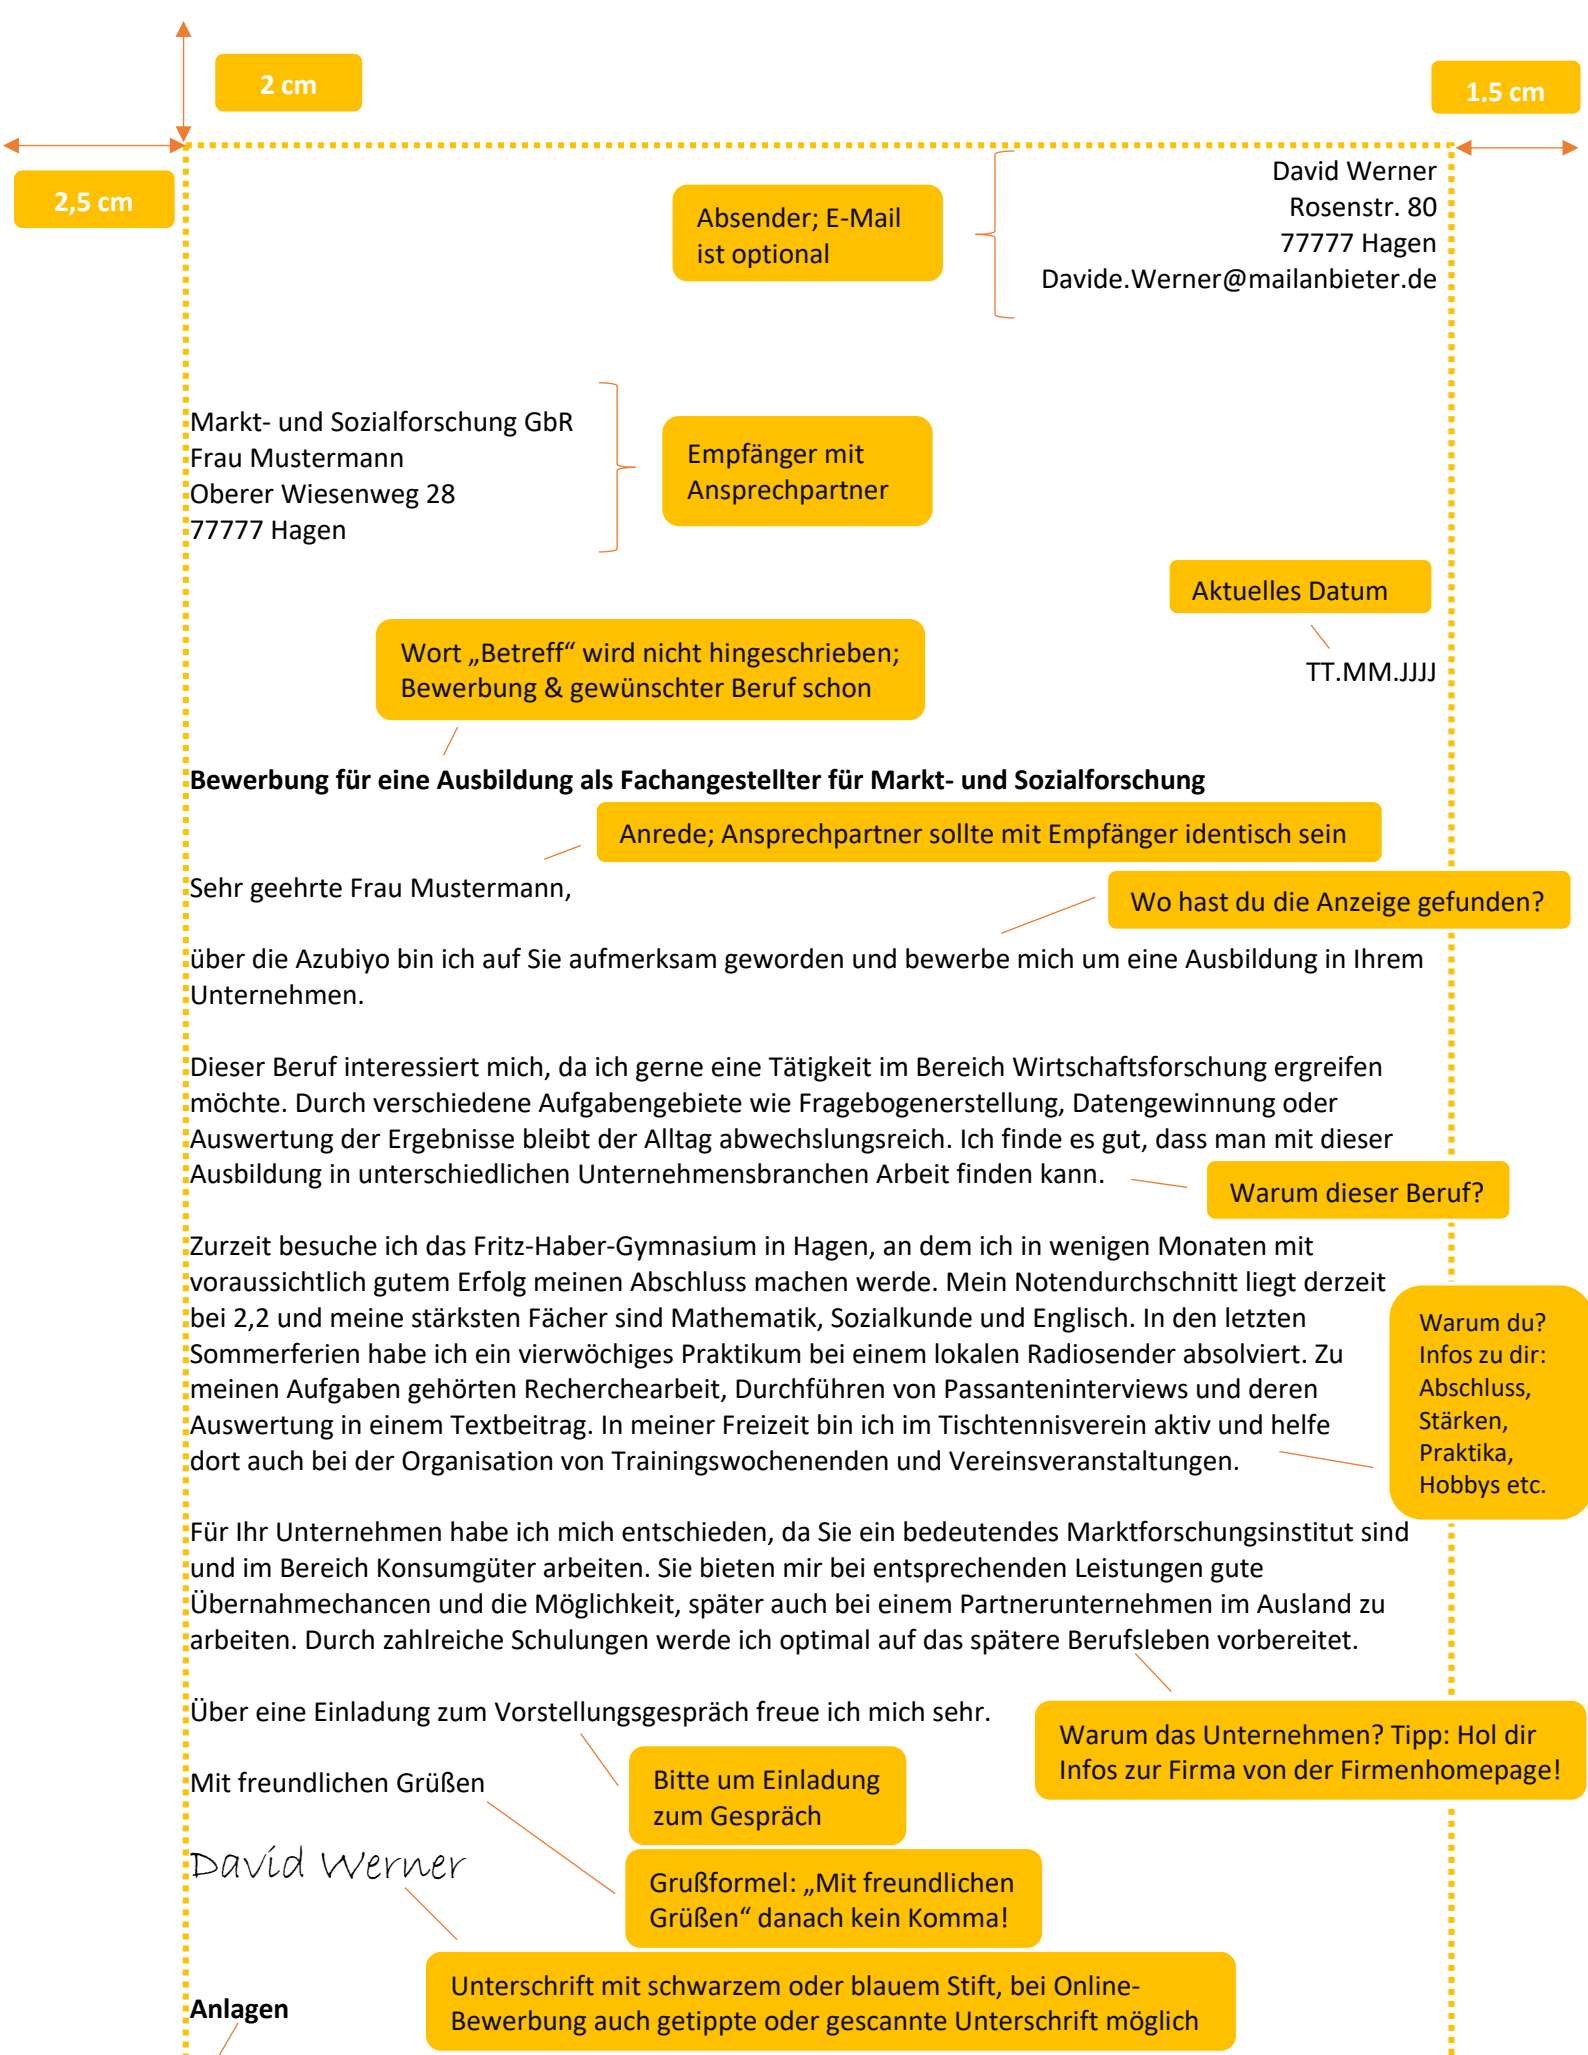 2 cm
1,5 cm
2,5 cm
David Werner
Rosenstr. 80
77777 Hagen
Davide.Werner@mailanbieter.de
Absender; E-Mail
ist optional
Markt- und Sozialforschung GbR
Frau Mustermann
Oberer Wiesenweg 28
77777 Hagen
Empfänger mit
Ansprechpartner
Aktuelles Datum
TT.MM.JJJJ
Wort „Betreff“ wird nicht hingeschrieben;
Bewerbung & gewünschter Beruf schon
Bewerbung für eine Ausbildung als Fachangestellter für Markt- und Sozialforschung
Anrede; Ansprechpartner sollte mit Empfänger identisch sein
Sehr geehrte Frau Mustermann,
Wo hast du die Anzeige gefunden?
über die Azubiyo bin ich auf Sie aufmerksam geworden und bewerbe mich um eine Ausbildung in Ihrem
Unternehmen.
Dieser Beruf interessiert mich, da ich gerne eine Tätigkeit im Bereich Wirtschaftsforschung ergreifen
möchte. Durch verschiedene Aufgabengebiete wie Fragebogenerstellung, Datengewinnung oder
Auswertung der Ergebnisse bleibt der Alltag abwechslungsreich. Ich finde es gut, dass man mit dieser
Ausbildung in unterschiedlichen Unternehmensbranchen Arbeit finden kann.
Warum dieser Beruf?
Zurzeit besuche ich das Fritz-Haber-Gymnasium in Hagen, an dem ich in wenigen Monaten mit
voraussichtlich gutem Erfolg meinen Abschluss machen werde. Mein Notendurchschnitt liegt derzeit
bei 2,2 und meine stärksten Fächer sind Mathematik, Sozialkunde und Englisch. In den letzten
Sommerferien habe ich ein vierwöchiges Praktikum bei einem lokalen Radiosender absolviert. Zu
meinen Aufgaben gehörten Recherchearbeit, Durchführen von Passanteninterviews und deren
Auswertung in einem Textbeitrag. In meiner Freizeit bin ich im Tischtennisverein aktiv und helfe
dort auch bei der Organisation von Trainingswochenenden und Vereinsveranstaltungen.
Warum du?
Infos zu dir:
Abschluss,
Stärken,
Praktika,
Hobbys etc.
Für Ihr Unternehmen habe ich mich entschieden, da Sie ein bedeutendes Marktforschungsinstitut sind
und im Bereich Konsumgüter arbeiten. Sie bieten mir bei entsprechenden Leistungen gute
Übernahmechancen und die Möglichkeit, später auch bei einem Partnerunternehmen im Ausland zu
arbeiten. Durch zahlreiche Schulungen werde ich optimal auf das spätere Berufsleben vorbereitet.
Über eine Einladung zum Vorstellungsgespräch freue ich mich sehr.
Warum das Unternehmen? Tipp: Hol dir
Infos zur Firma von der Firmenhomepage!
Mit freundlichen Grüßen
Bitte um Einladung
zum Gespräch
David Werner
Grußformel: „Mit freundlichen
Grüßen“ danach kein Komma!
Unterschrift mit schwarzem oder blauem Stift, bei Online-
Bewerbung auch getippte oder gescannte Unterschrift möglich
Anlagen